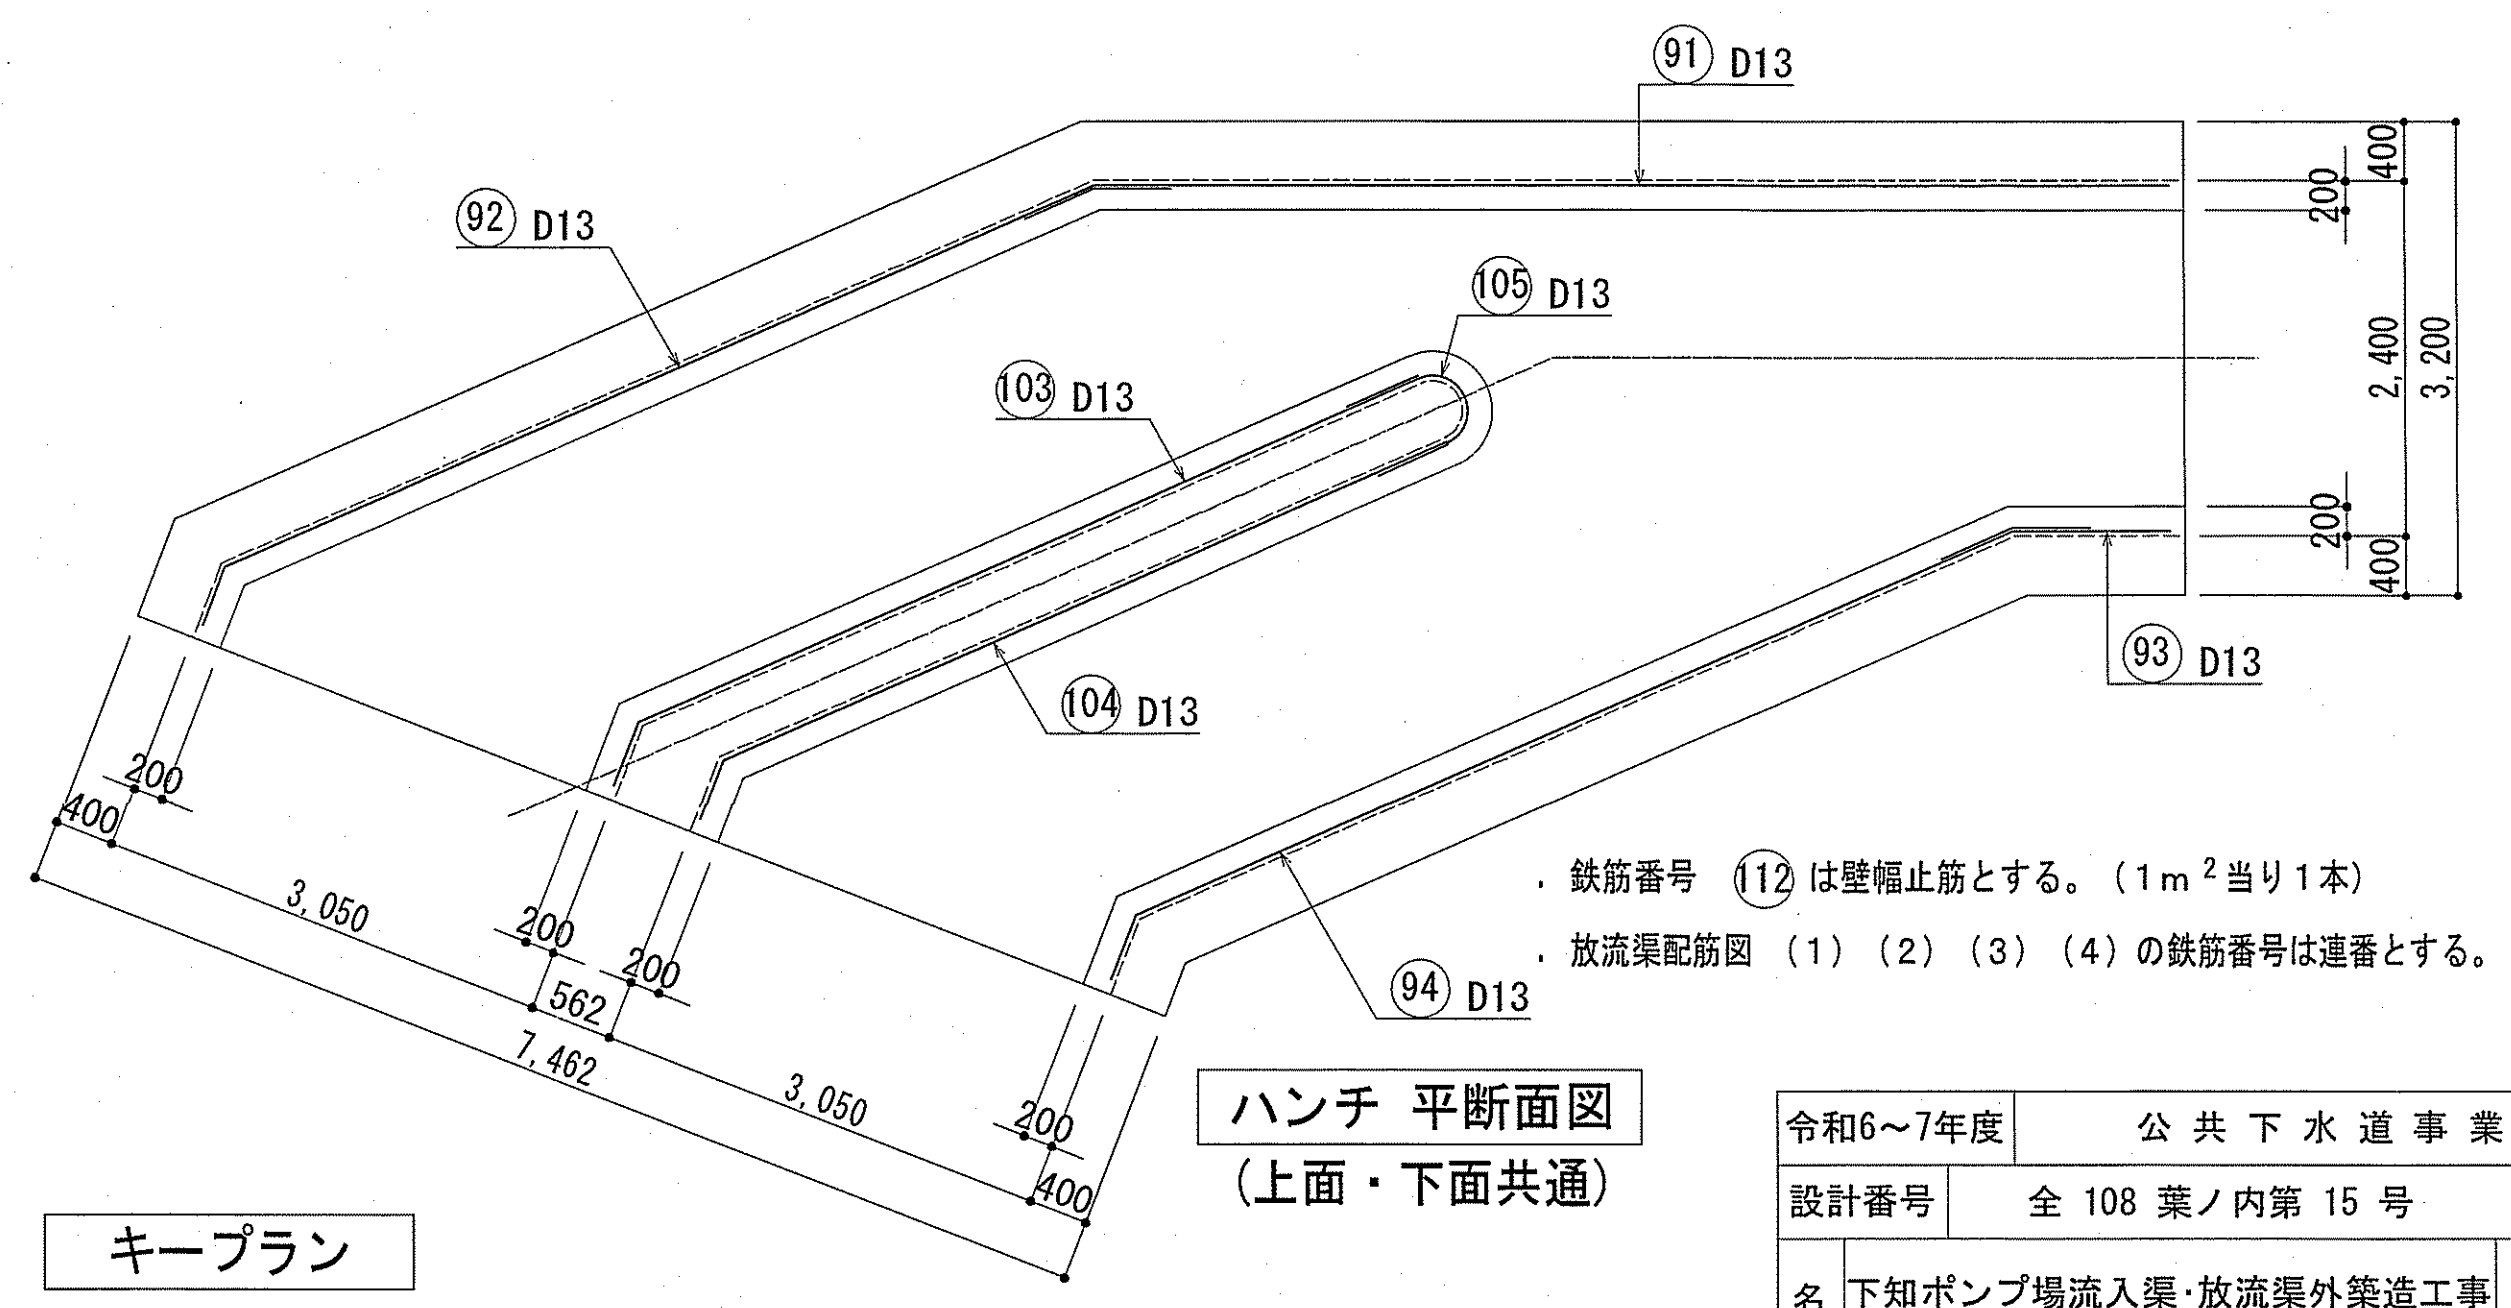 91 D13
92 D13
105 D13
103 D13
104 D13
93 D13
94 D13
400
200
2,400
3,200
200
400
200
400
3,050
200
200
562
7,462
3,050
200
400
. 鉄筋番号 112 は壁幅止筋とする。(1m²当り1本)
. 放流渠配筋図 (1) (2) (3) (4) の鉄筋番号は連番とする。
ハンチ 平断面図
(上面・下面共通)
キープラン
令和6~7年度 公共下水道事業
設計番号 全 108 葉ノ内第 15 号
名 下知ポンプ場流入渠・放流渠外築造工事